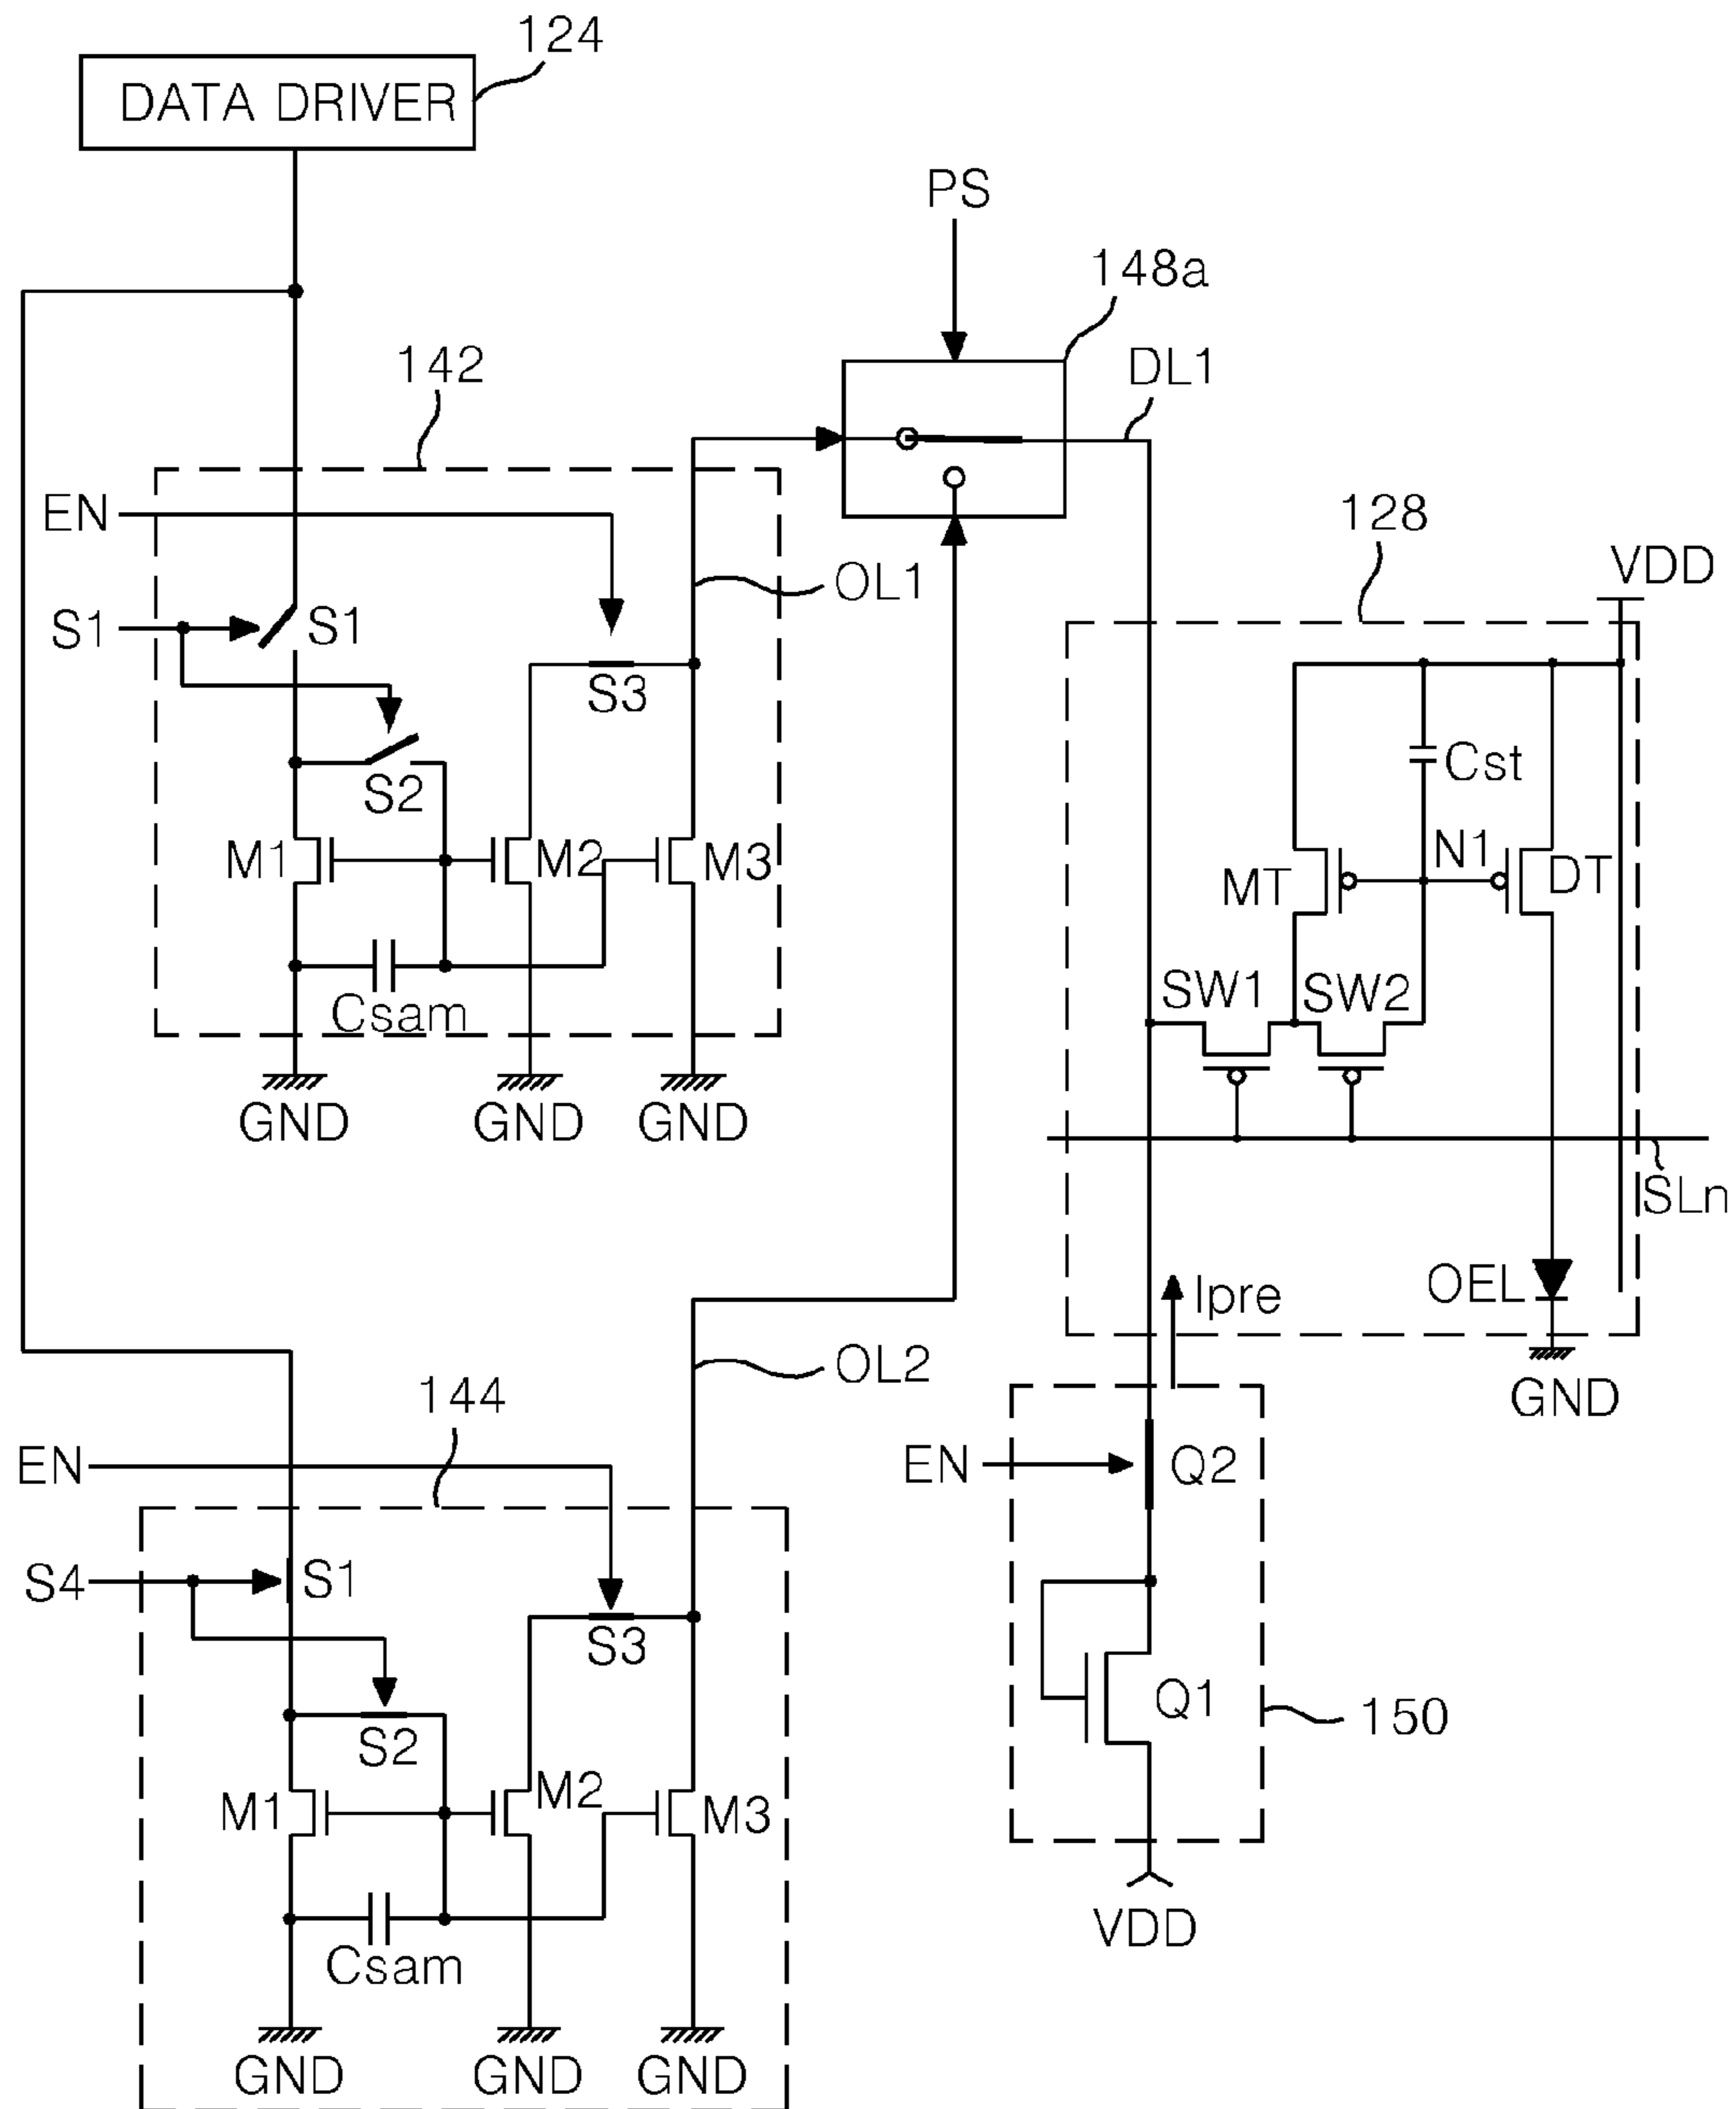 124
DATA DRIVER
PS
148a
142
DL1
EN
128
VDD
OL1
S1
S1
S3
Cst
S2
N1
M1
M2
M3
MT
DT
SW1
SW2
Csam
GND
GND
GND
SLn
OEL
Ipre
OL2
GND
144
EN
EN
Q2
S4
S1
S3
Q1
150
S2
M1
M2
M3
VDD
Csam
GND
GND
GND